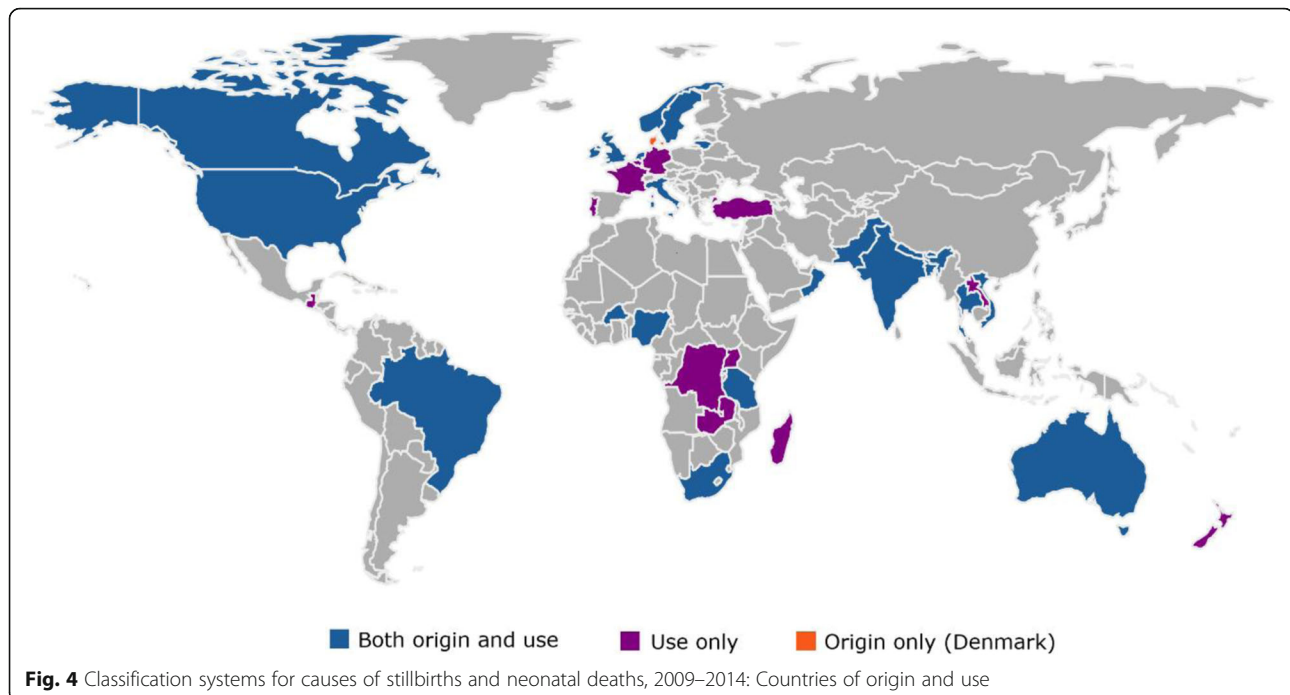 Both origin and use
Use only
Origin only (Denmark)
Fig. 4 Classification systems for causes of stillbirths and neonatal deaths, 2009–2014: Countries of origin and use